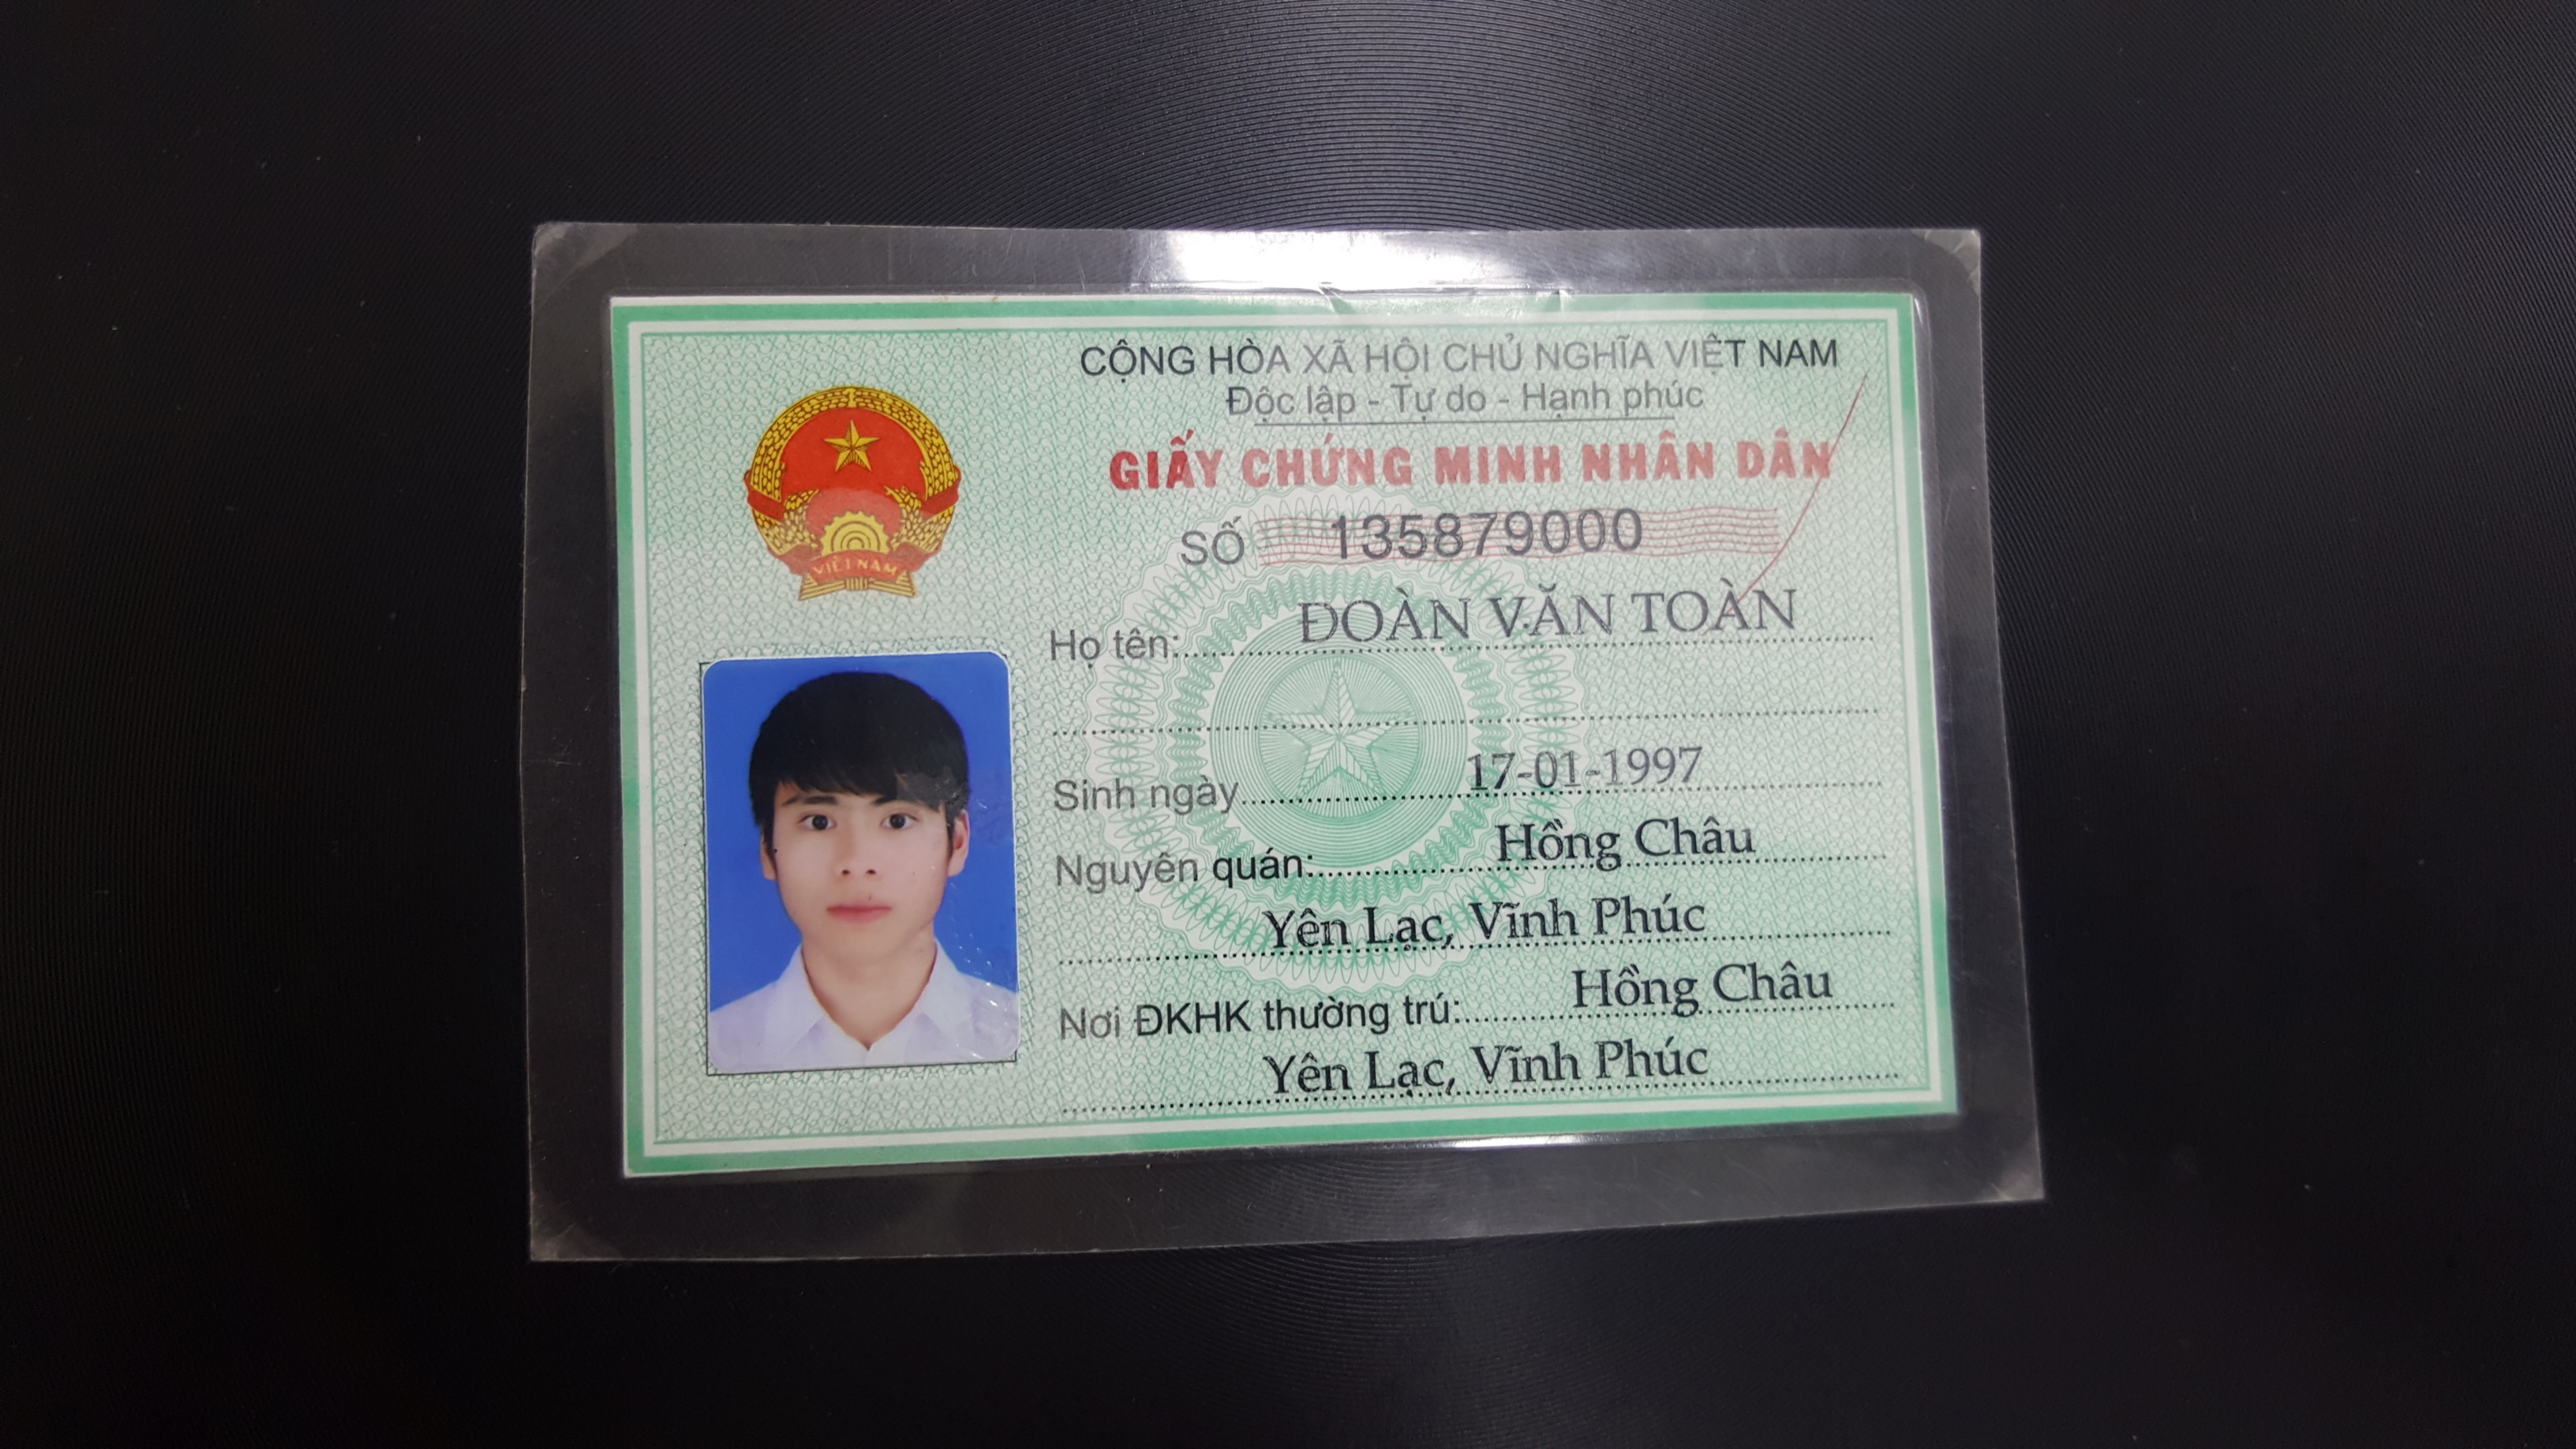 CỘNG HÒA XÃ HỘI CHỦ NGHĨA VIỆT NAM
Độc lập - Tự do - Hạnh phúc
GIẤY CHỨNG MINH NHÂN DÂN
SỐ 135879000
VIỆT NAM
Họ tên: ĐOÀN VĂN TOÀN
Sinh ngày 17-01-1997
Nguyên quán: Hồng Châu
Yên Lạc, Vĩnh Phúc
Nơi ĐKHK thường trú: Hồng Châu
Yên Lạc, Vĩnh Phúc